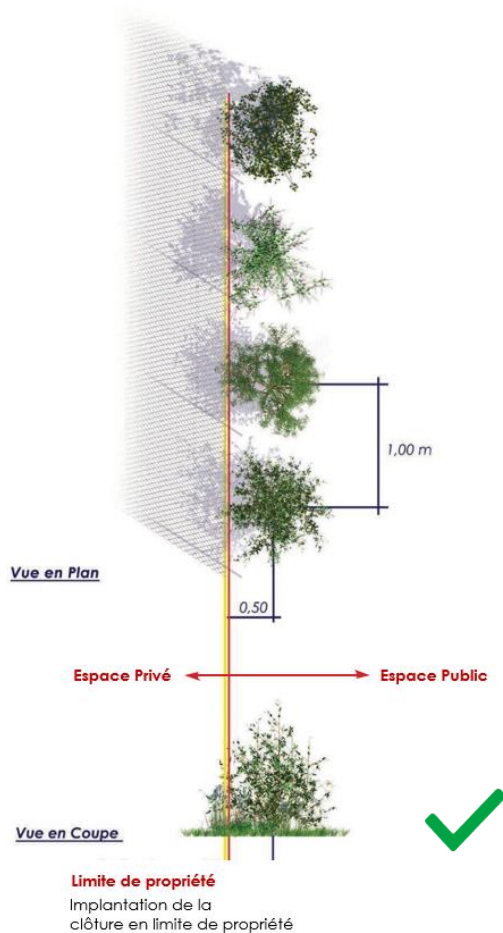 1,00 m
Vue en Plan
0,50
Espace Privé
Espace Public
Vue en Coupe
Limite de propriété
Implantation de la
clôture en limite de propriété